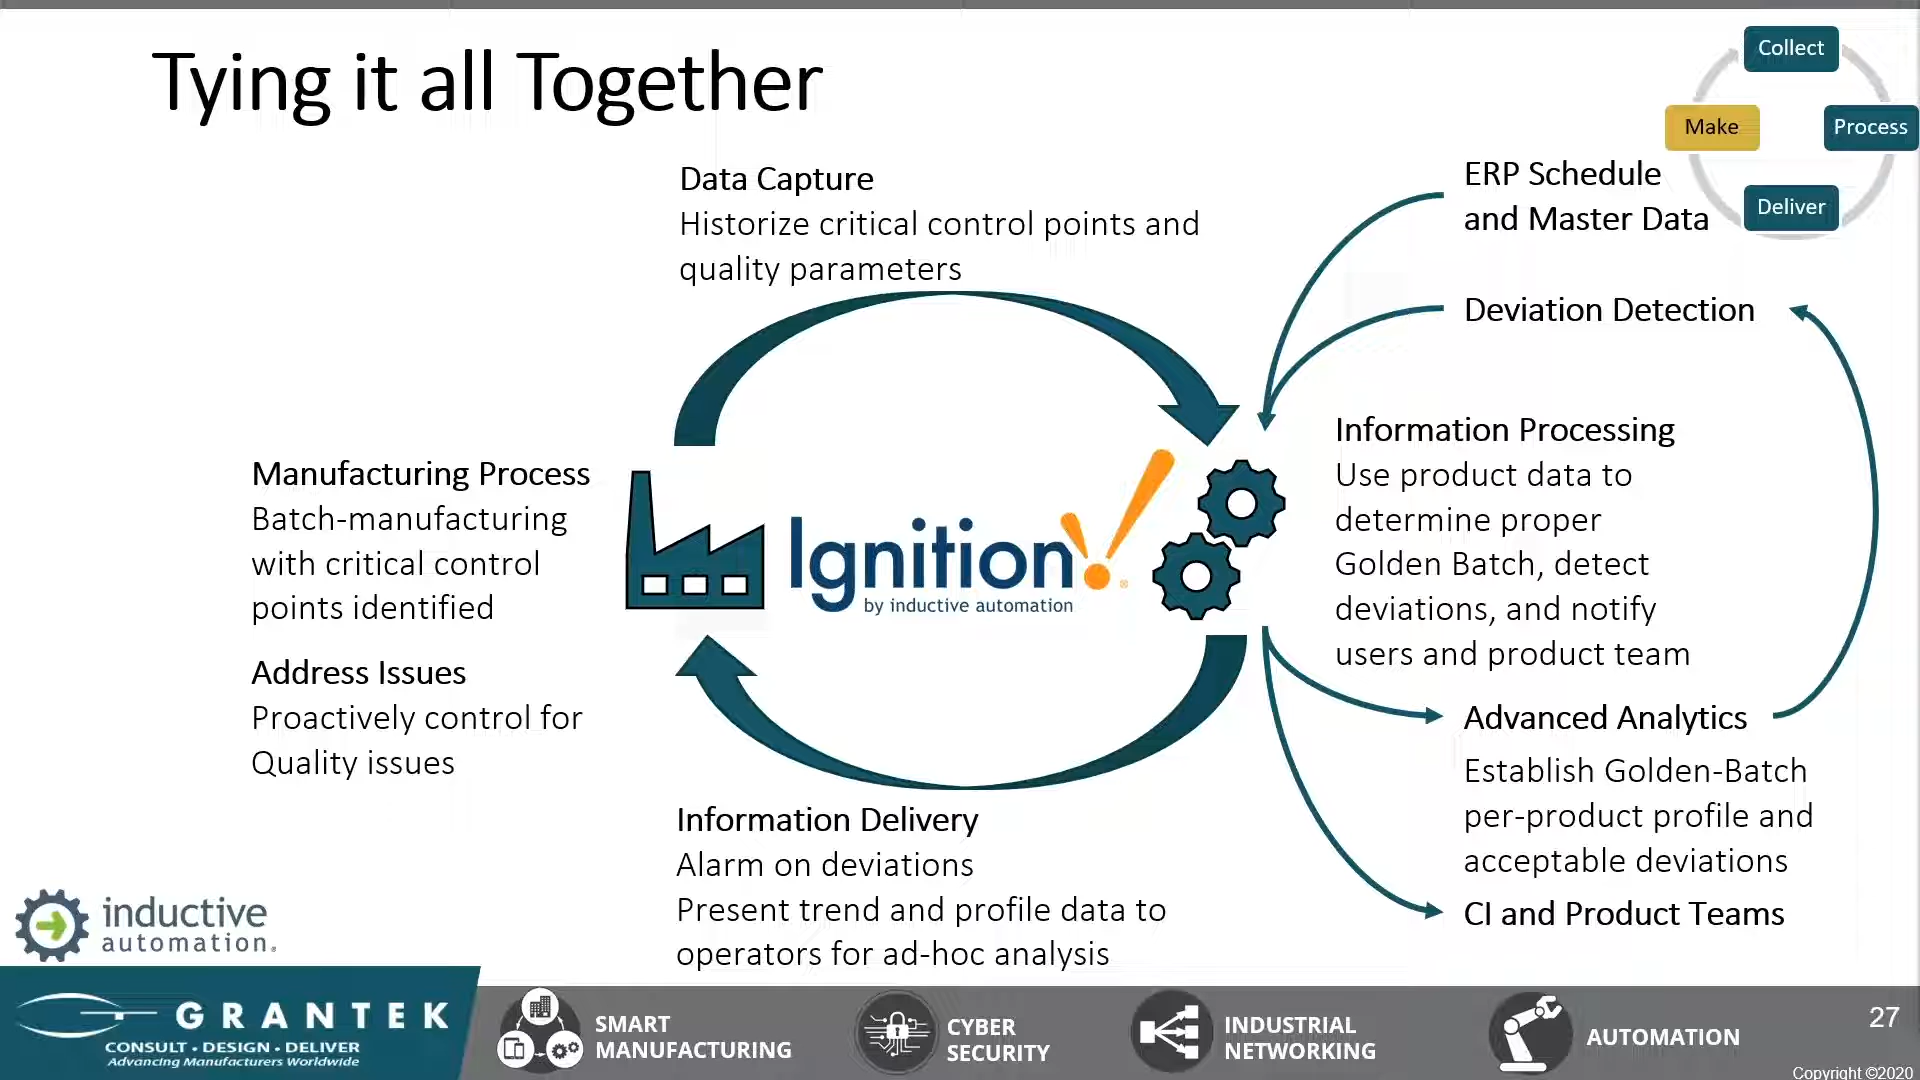 Tying it all Together
Collect
Make
Process
Deliver
Data Capture
Historize critical control points and
quality parameters
ERP Schedule
and Master Data
Deviation Detection
Manufacturing Process
Batch-manufacturing
with critical control
points identified
Address Issues
Proactively control for
Quality issues
Ignition!
by inductive automation
Information Processing
Use product data to
determine proper
Golden Batch, detect
deviations, and notify
users and product team
Advanced Analytics
Establish Golden-Batch
per-product profile and
acceptable deviations
CI and Product Teams
Information Delivery
Alarm on deviations
Present trend and profile data to
operators for ad-hoc analysis
inductive
automation
GRANTEK
CONSULT • DESIGN • DELIVER
Advancing Manufacturers Worldwide
SMART
MANUFACTURING
CYBER
SECURITY
INDUSTRIAL
NETWORKING
AUTOMATION
27
Copyright ©2020